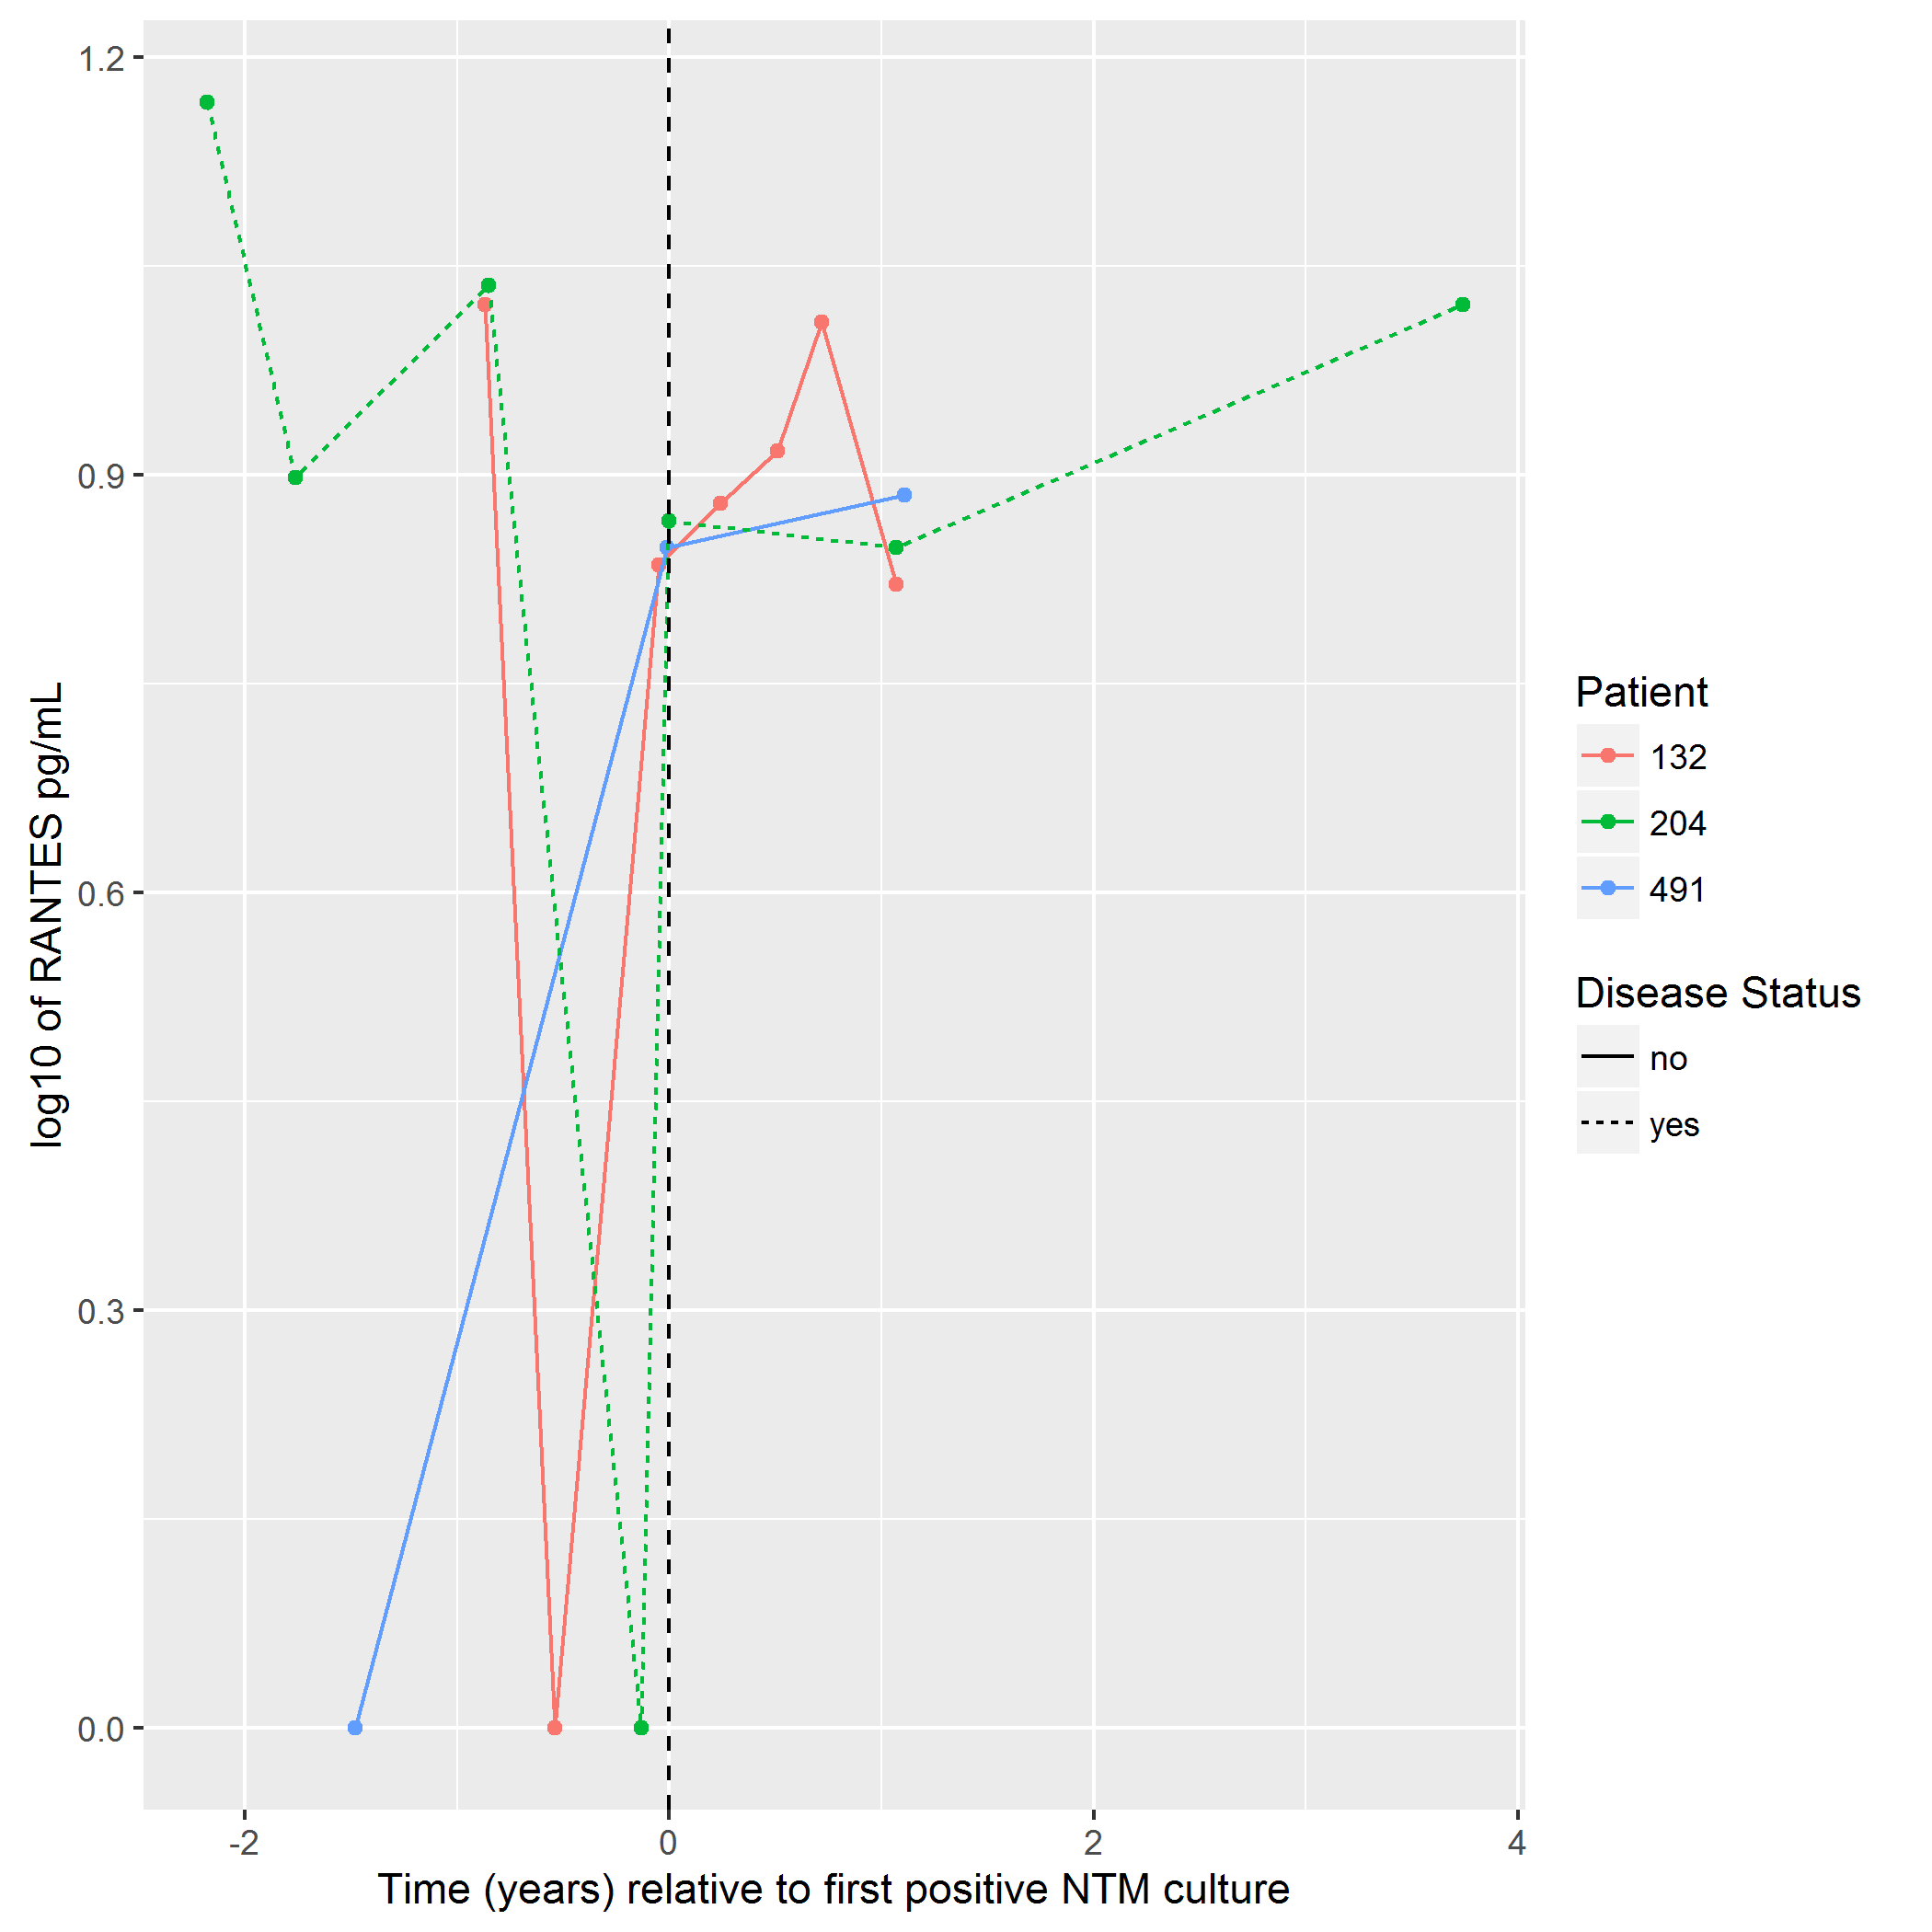 1.2
0.9
0.6
0.3
0.0
log10 of RANTES pg/mL
-2
0
2
4
Time (years) relative to first positive NTM culture
Patient
132
204
491
Disease Status
no
yes